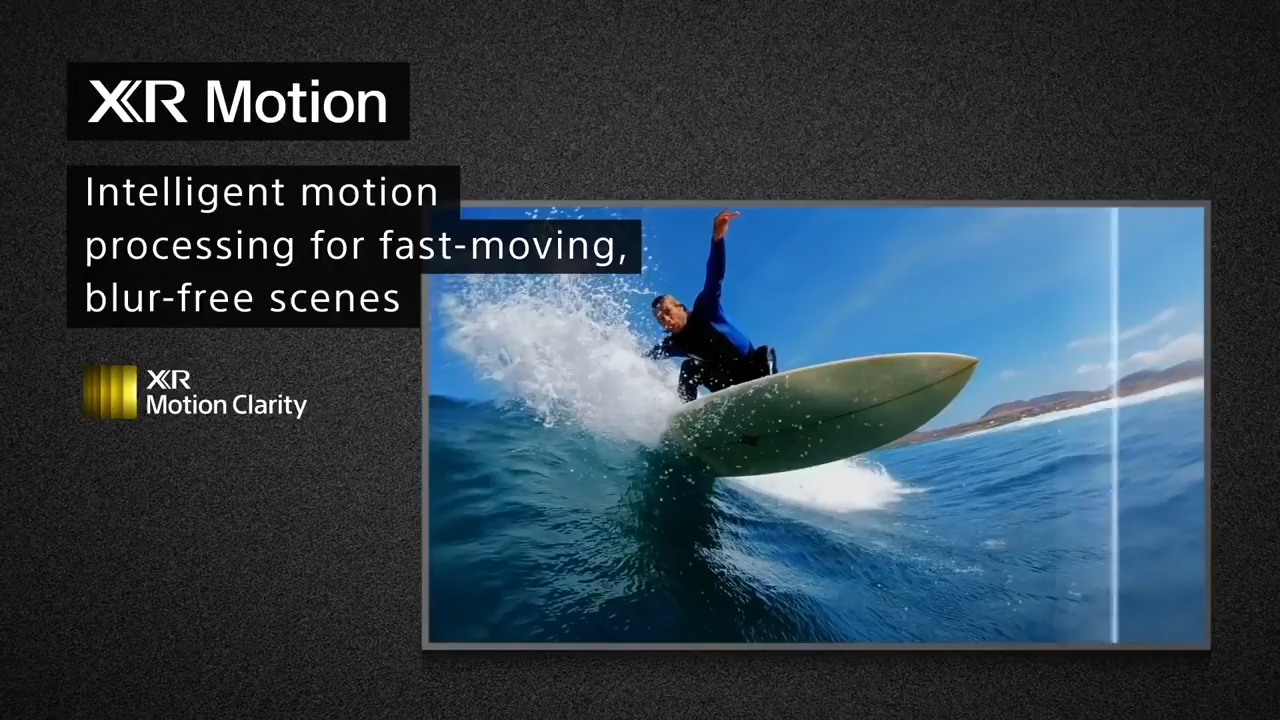 XR Motion
Intelligent motion
processing for fast-moving,
blur-free scenes
XR
Motion Clarity